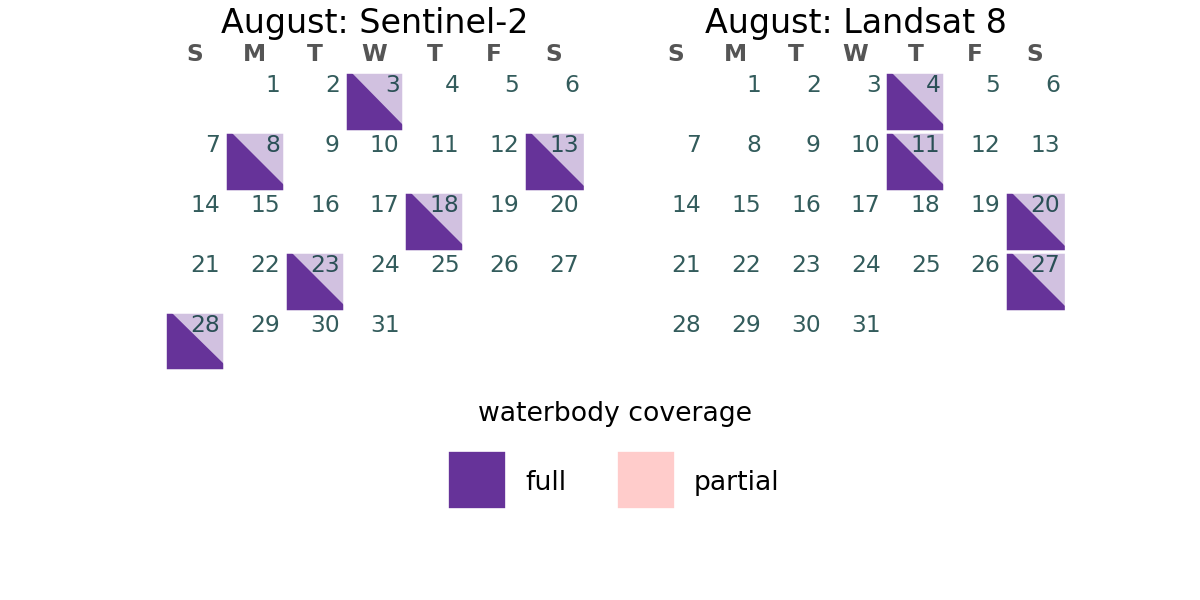 August: Sentinel-2
S M T W T F S
1 2 3 4 5 6
7 8 9 10 11 12 13
14 15 16 17 18 19 20
21 22 23 24 25 26 27
28 29 30 31
August: Landsat 8
S M T W T F S
1 2 3 4 5 6
7 8 9 10 11 12 13
14 15 16 17 18 19 20
21 22 23 24 25 26 27
28 29 30 31
waterbody coverage
full partial